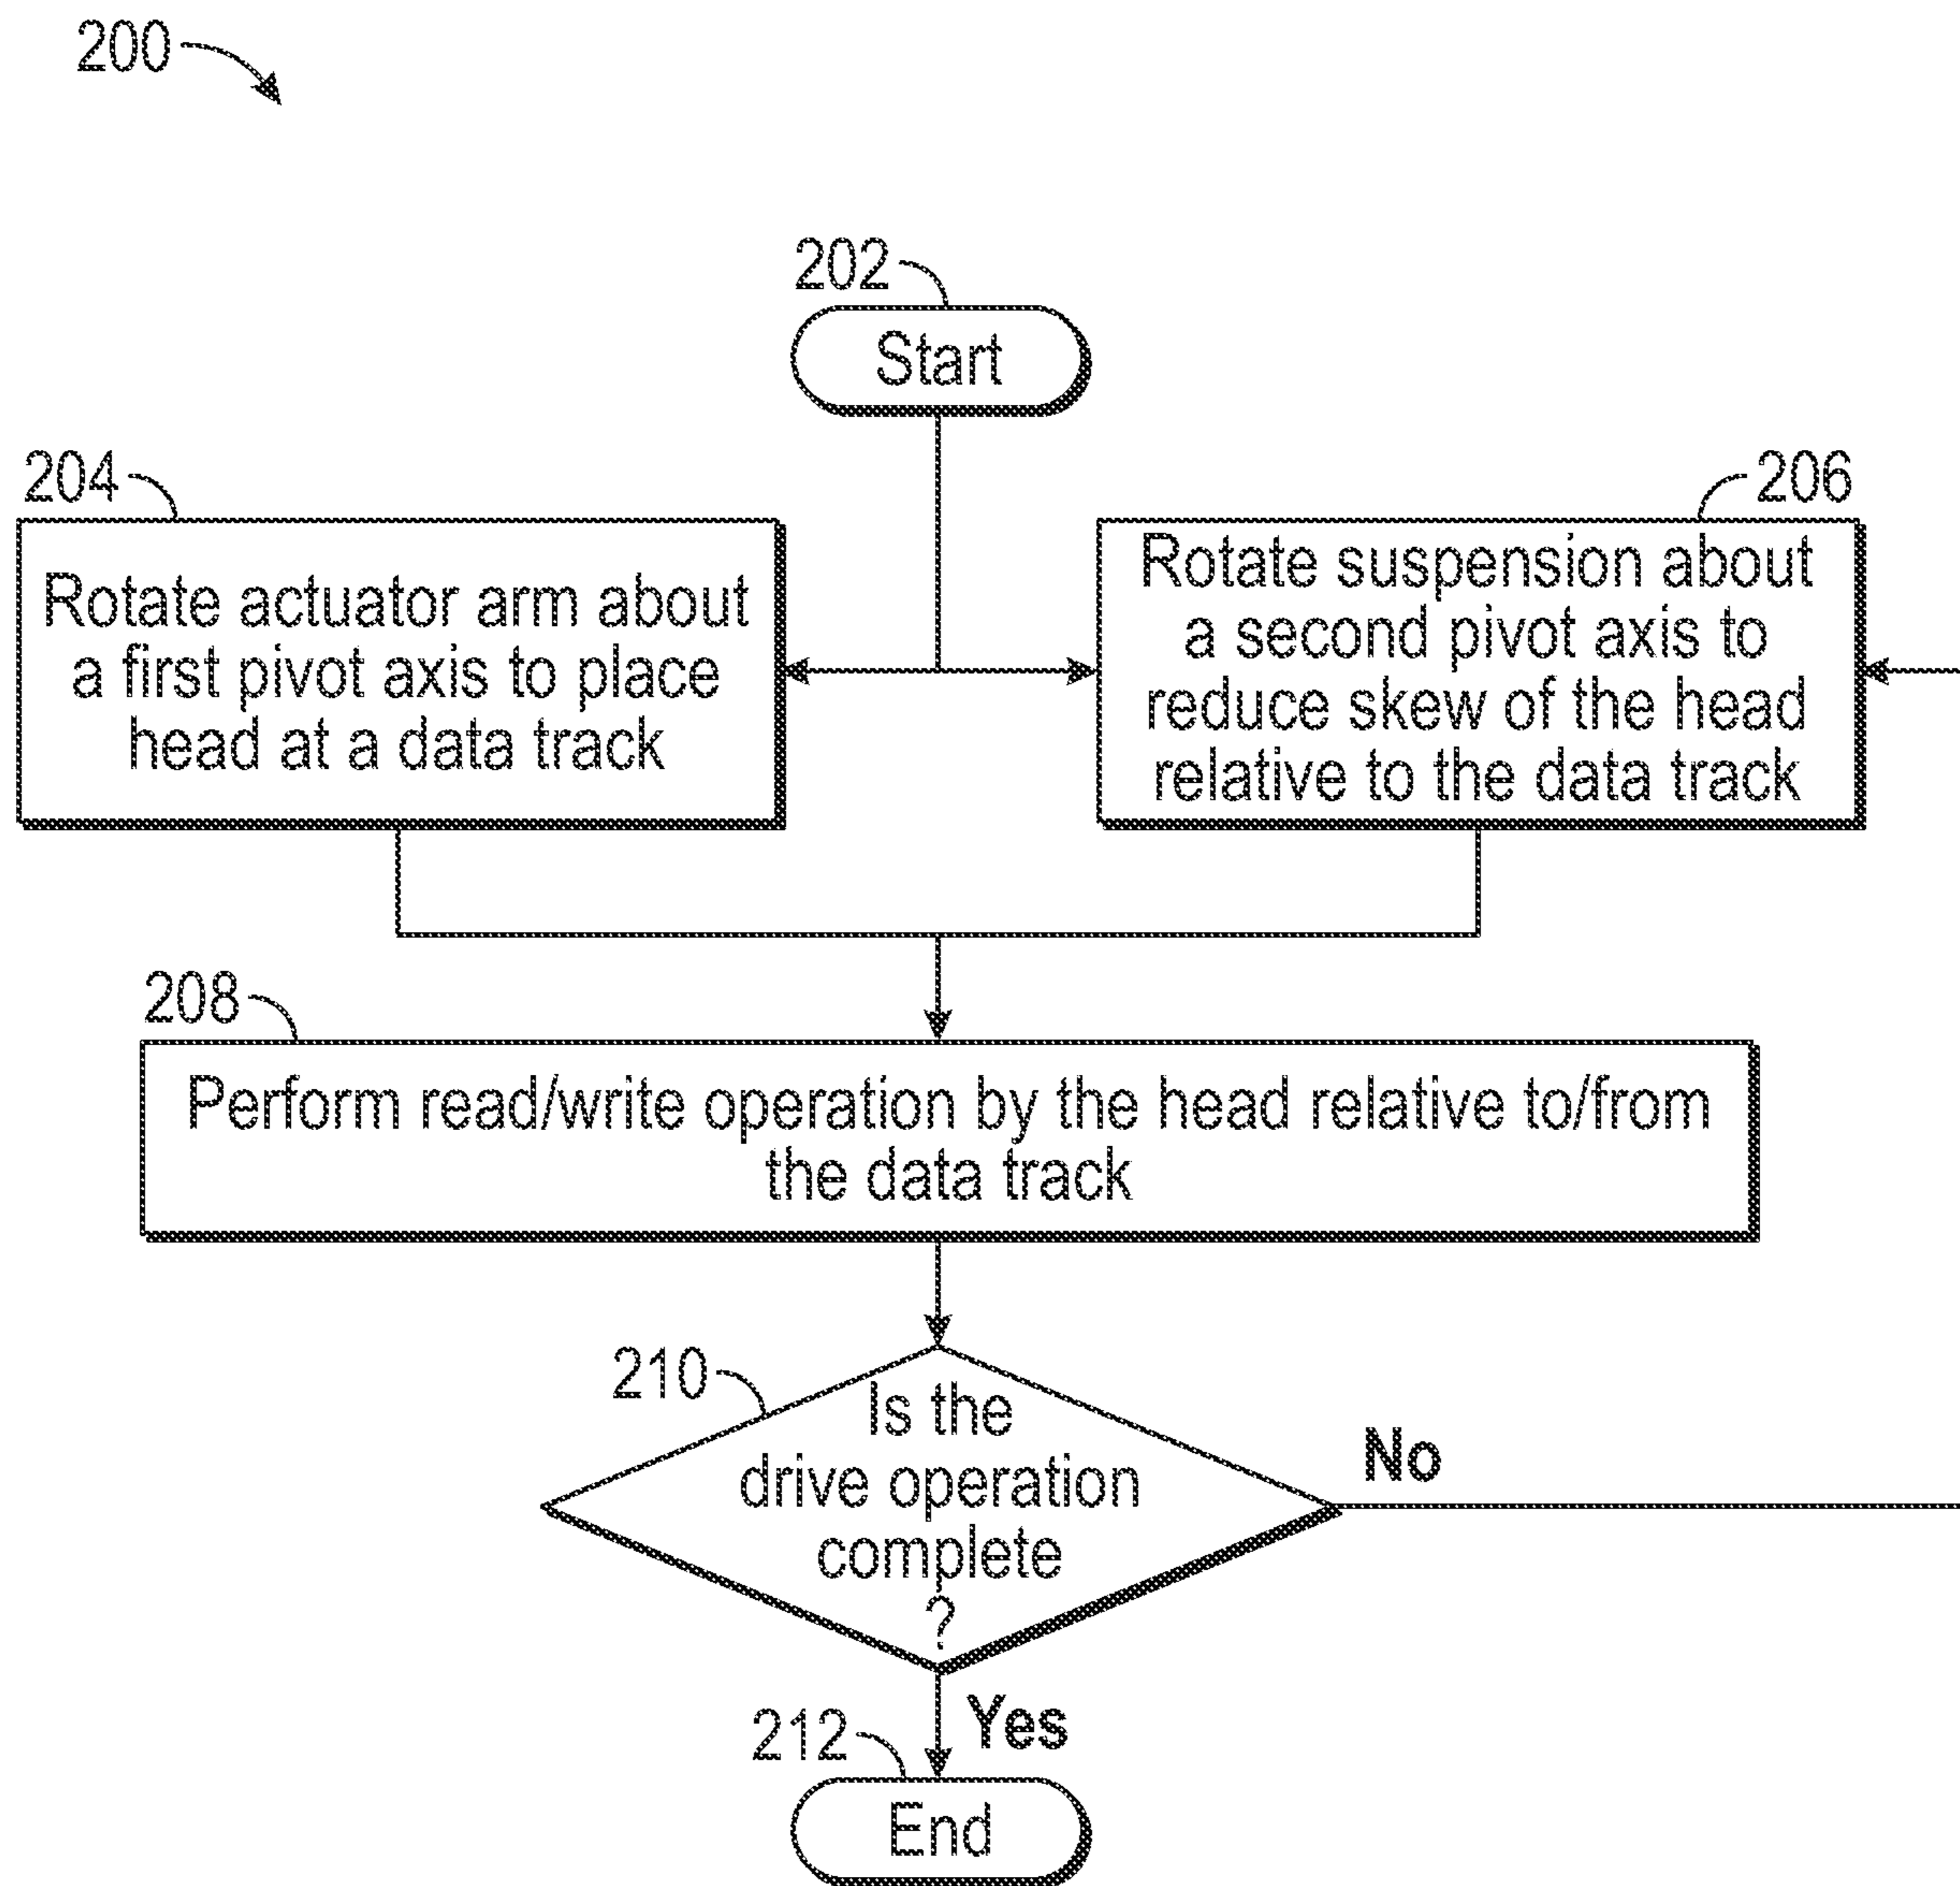 200
202
Start
204
Rotate actuator arm about
a first pivot axis to place
head at a data track
206
Rotate suspension about
a second pivot axis to
reduce skew of the head
relative to the data track
208
Perform read/write operation by the head relative to/from
the data track
210
Is the
drive operation
complete
?
No
Yes
212
End